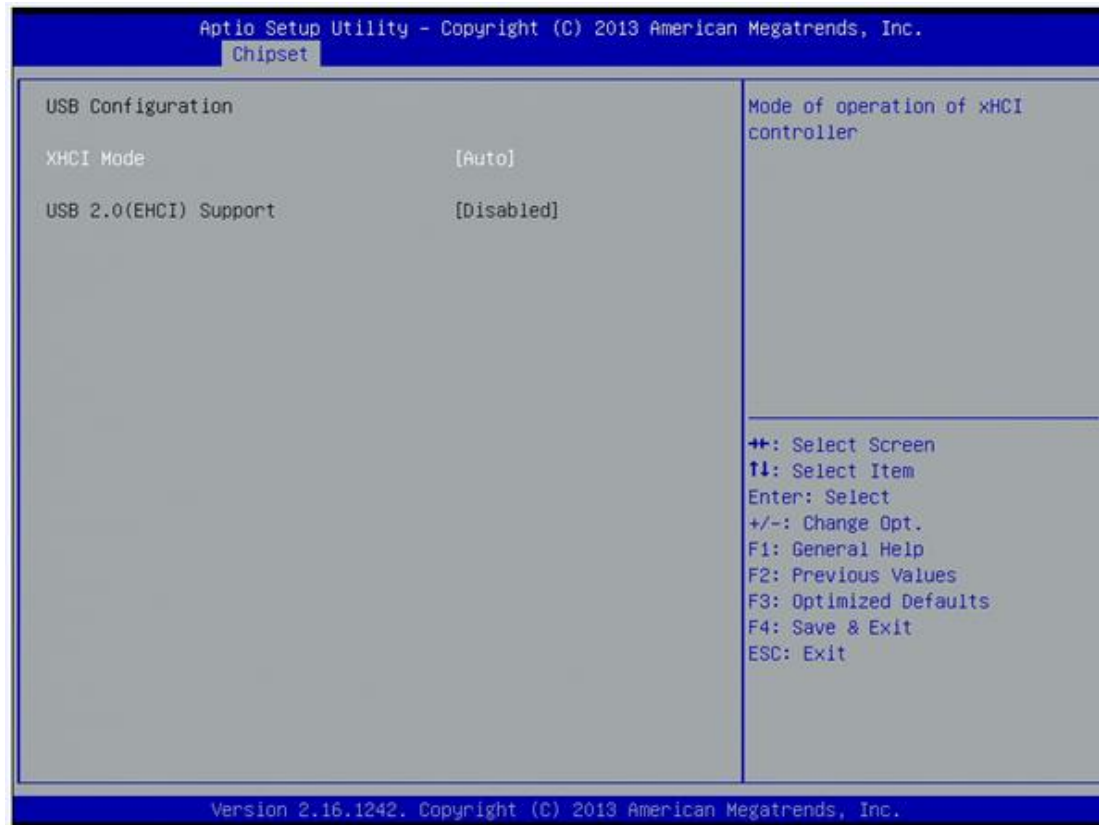 Aptio Setup Utility – Copyright (C) 2013 American Megatrends, Inc.
Chipset
USB Configuration
XHCI Mode [Auto]
USB 2.0(EHCI) Support [Disabled]
Mode of operation of xHCI
controller
→←: Select Screen
↑↓: Select Item
Enter: Select
+/-: Change Opt.
F1: General Help
F2: Previous Values
F3: Optimized Defaults
F4: Save & Exit
ESC: Exit
Version 2.16.1242. Copyright (C) 2013 American Megatrends, Inc.